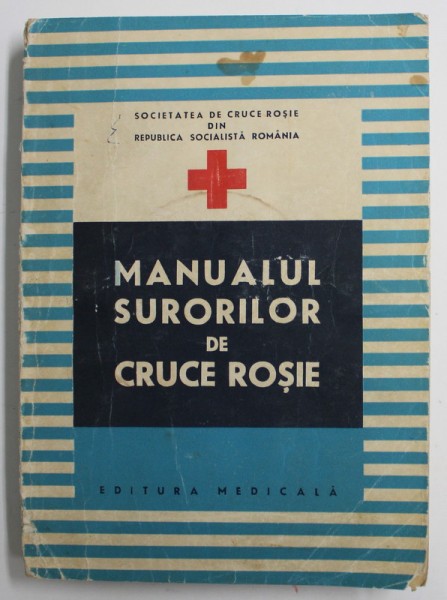 SOCIETATEA DE CRUCE ROȘIE
DIN
REPUBLICA SOCIALISTĂ ROMÂNIA
MANUALUL
SURORILOR
DE
CRUCE ROȘIE
EDITURA MEDICALĂ